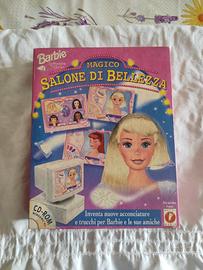 Barbie
MAGICO
SALONE DI BELLEZZA
CD-ROM
Inventa nuove acconciature
e trucchi per Barbie e le sue amiche